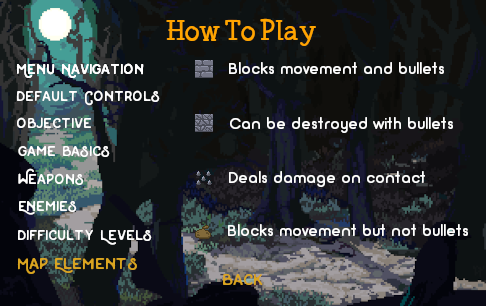 How To Play
Menu Navigation
Default Controls
Objective
Game Basics
Weapons
Enemies
Difficulty Levels
Map Elements
Blocks movement and bullets
Can be destroyed with bullets
Deals damage on contact
Blocks movement but not bullets
BACK